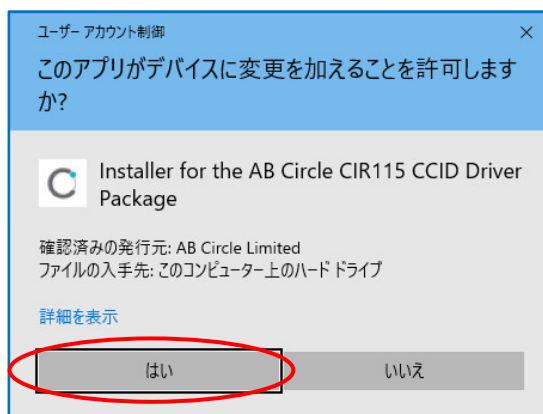 ユーザー アカウント制御
このアプリがデバイスに変更を加えることを許可します
か?
Installer for the AB Circle CIR115 CCID Driver
Package
確認済みの発行元: AB Circle Limited
ファイルの入手先: このコンピューター上のハード ドライブ
詳細を表示
はい
いいえ